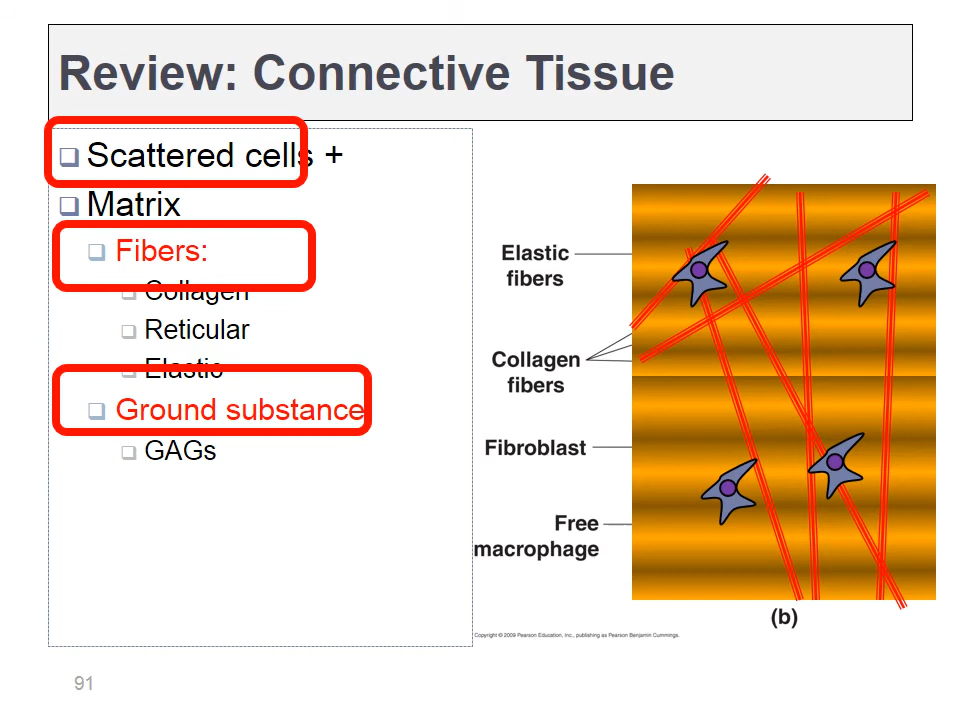 Review: Connective Tissue
Scattered cells +
Matrix
Fibers:
Collagen
Reticular
Elastic
Ground substance
GAGs
Elastic
fibers
Collagen
fibers
Fibroblast
Free
macrophage
(b)
Copyright © 2009 Pearson Education, Inc., publishing as Pearson Benjamin Cummings.
91